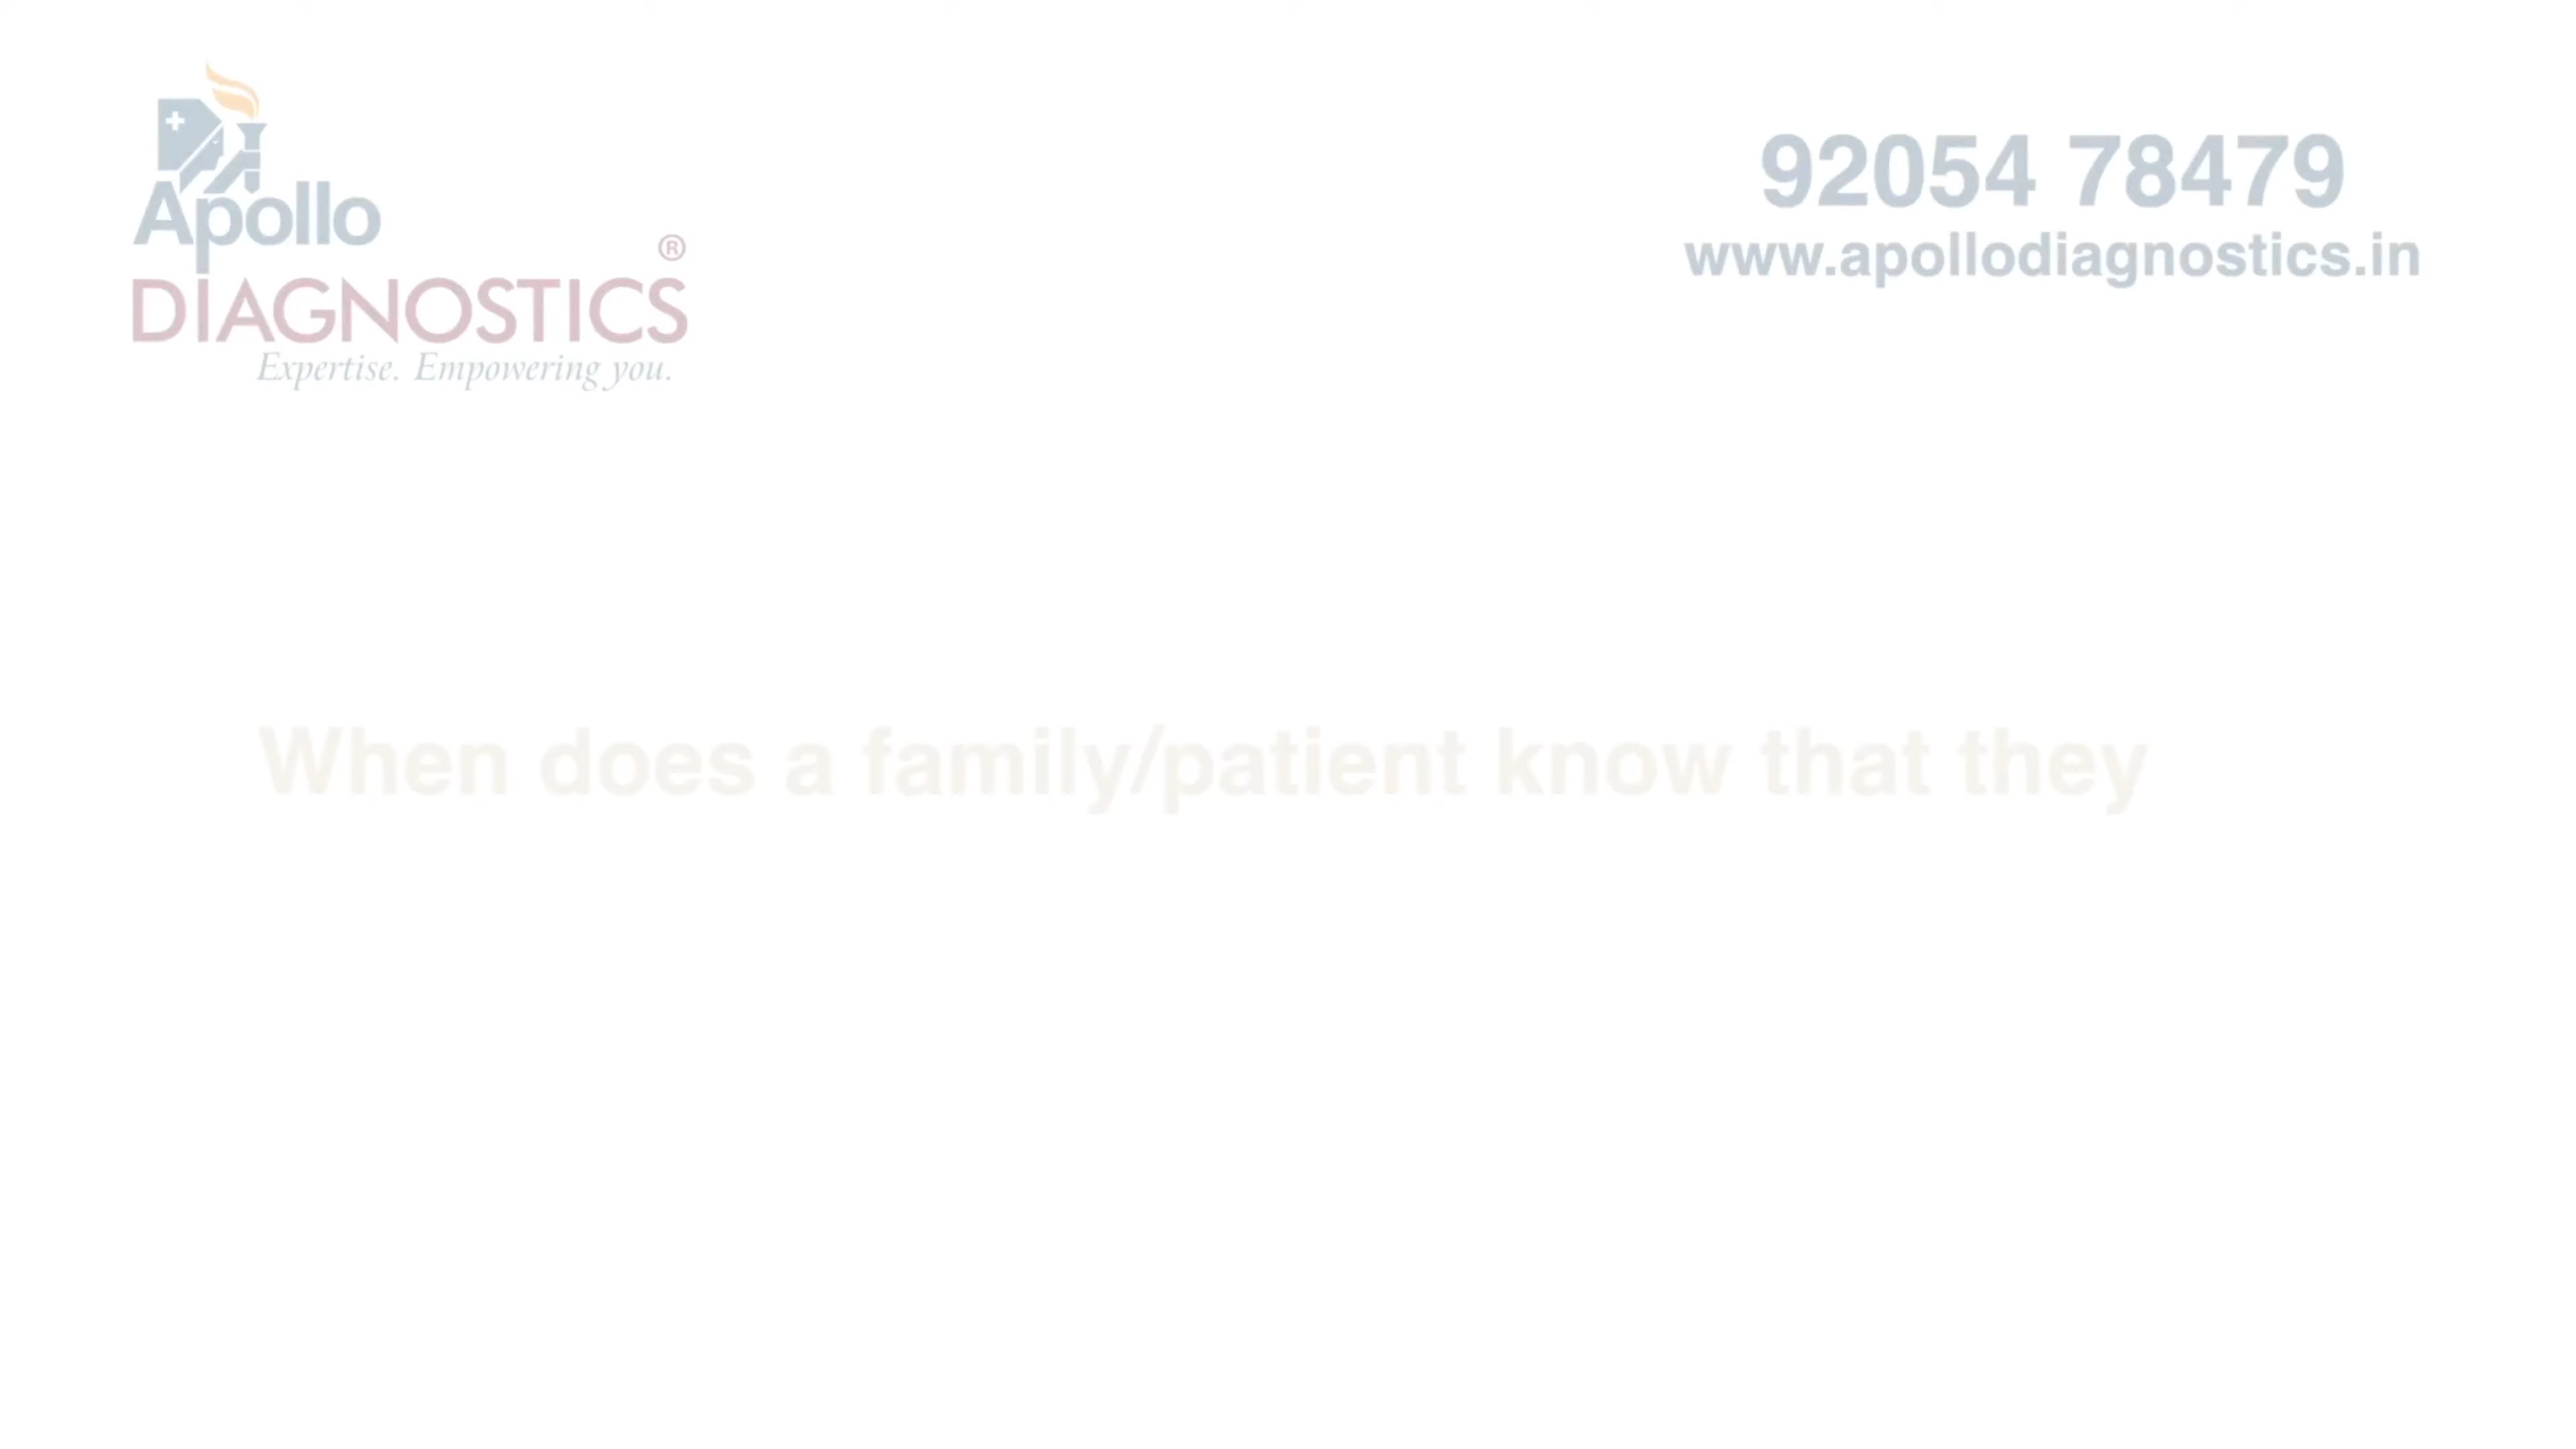 Apollo
DIAGNOSTICS®
Expertise. Empowering you.
92054 78479
www.apollodiagnostics.in
When does a family/patient know that they